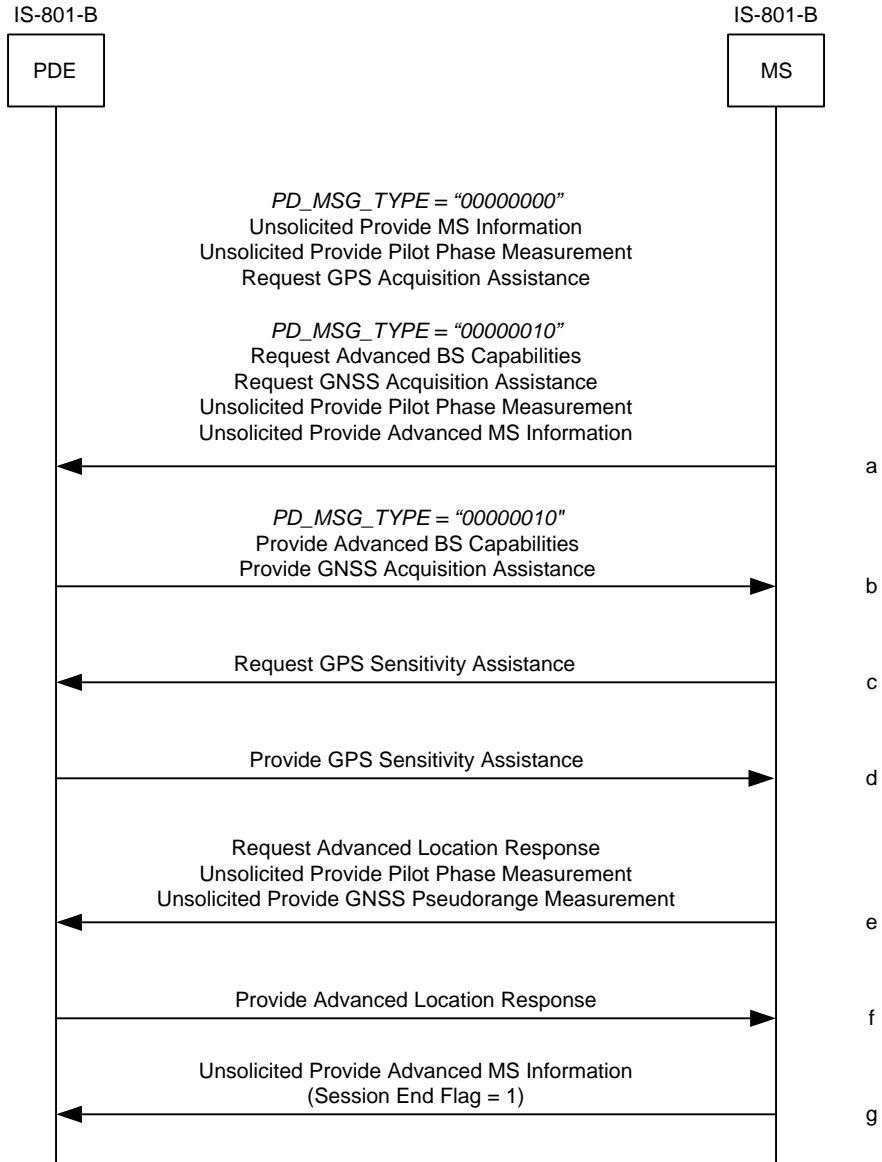 IS-801-B
IS-801-B
PDE
MS
PD_MSG_TYPE = “00000000”
Unsolicited Provide MS Information
Unsolicited Provide Pilot Phase Measurement
Request GPS Acquisition Assistance
PD_MSG_TYPE = “00000010”
Request Advanced BS Capabilities
Request GNSS Acquisition Assistance
Unsolicited Provide Pilot Phase Measurement
Unsolicited Provide Advanced MS Information
a
PD_MSG_TYPE = “00000010"
Provide Advanced BS Capabilities
Provide GNSS Acquisition Assistance
b
Request GPS Sensitivity Assistance
c
Provide GPS Sensitivity Assistance
d
Request Advanced Location Response
Unsolicited Provide Pilot Phase Measurement
Unsolicited Provide GNSS Pseudorange Measurement
e
Provide Advanced Location Response
f
Unsolicited Provide Advanced MS Information
(Session End Flag = 1)
g